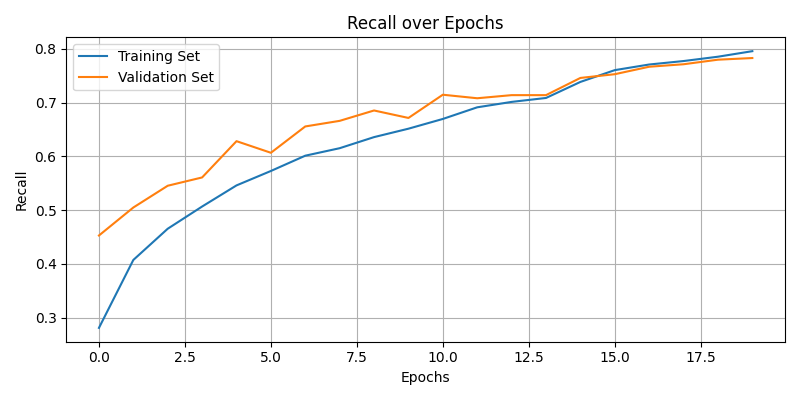 Recall over Epochs
Training Set
Validation Set
Recall
0.8
0.7
0.6
0.5
0.4
0.3
0.0 2.5 5.0 7.5 10.0 12.5 15.0 17.5
Epochs